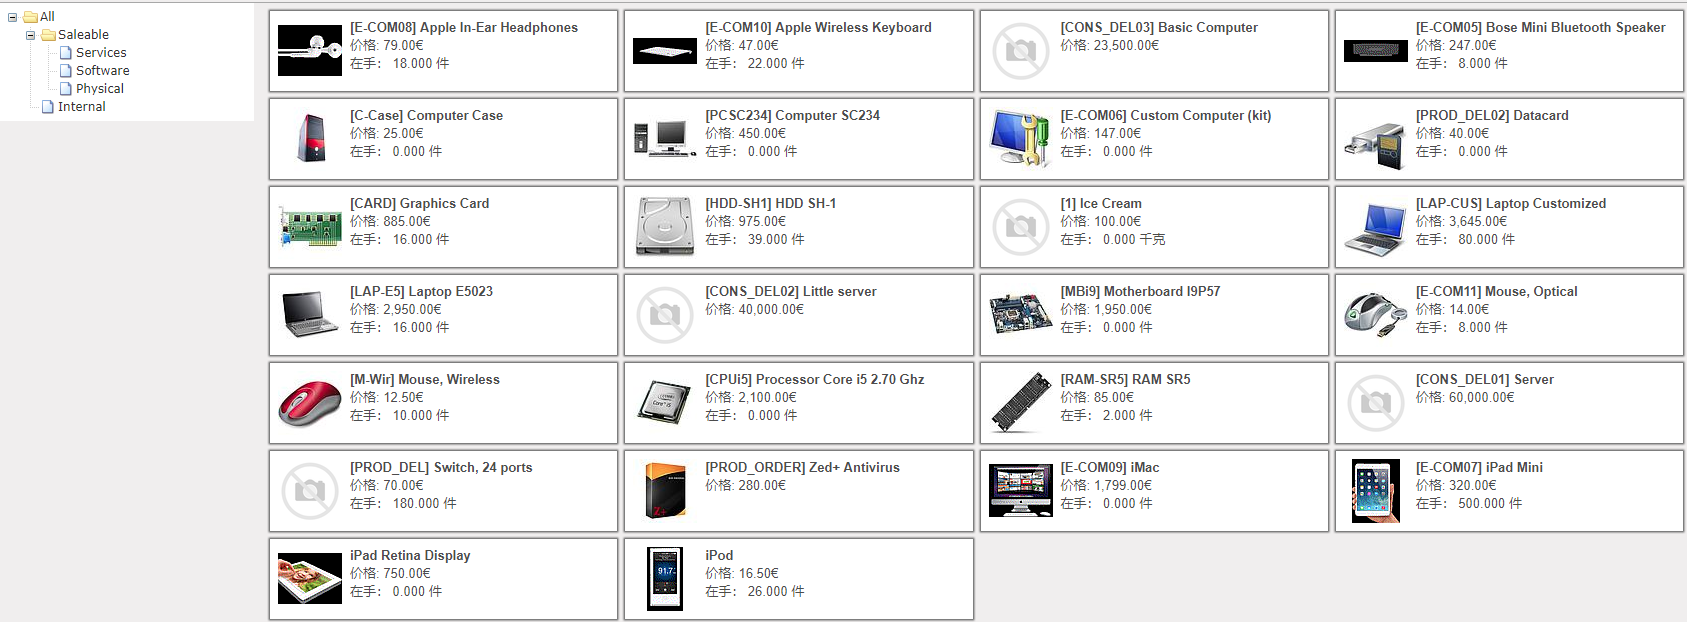 All
Saleable
Services
Software
Physical
Internal
[E-COM08] Apple In-Ear Headphones
价格: 79.00€
在手： 18.000 件
[E-COM10] Apple Wireless Keyboard
价格: 47.00€
在手： 22.000 件
[CONS_DEL03] Basic Computer
价格: 23,500.00€
[E-COM05] Bose Mini Bluetooth Speaker
价格: 247.00€
在手： 8.000 件
[C-Case] Computer Case
价格: 25.00€
在手： 0.000 件
[PCSC234] Computer SC234
价格: 450.00€
在手： 0.000 件
[E-COM06] Custom Computer (kit)
价格: 147.00€
在手： 0.000 件
[PROD_DEL02] Datacard
价格: 40.00€
在手： 0.000 件
[CARD] Graphics Card
价格: 885.00€
在手： 16.000 件
[HDD-SH1] HDD SH-1
价格: 975.00€
在手： 39.000 件
[1] Ice Cream
价格: 100.00€
在手： 0.000 千克
[LAP-CUS] Laptop Customized
价格: 3,645.00€
在手： 80.000 件
[LAP-E5] Laptop E5023
价格: 2,950.00€
在手： 16.000 件
[CONS_DEL02] Little server
价格: 40,000.00€
[MBi9] Motherboard I9P57
价格: 1,950.00€
在手： 0.000 件
[E-COM11] Mouse, Optical
价格: 14.00€
在手： 8.000 件
[M-Wir] Mouse, Wireless
价格: 12.50€
在手： 10.000 件
[CPUi5] Processor Core i5 2.70 Ghz
价格: 2,100.00€
在手： 0.000 件
[RAM-SR5] RAM SR5
价格: 85.00€
在手： 2.000 件
[CONS_DEL01] Server
价格: 60,000.00€
[PROD_DEL] Switch, 24 ports
价格: 70.00€
在手： 180.000 件
[PROD_ORDER] Zed+ Antivirus
价格: 280.00€
[E-COM09] iMac
价格: 1,799.00€
在手： 0.000 件
[E-COM07] iPad Mini
价格: 320.00€
在手： 500.000 件
iPad Retina Display
价格: 750.00€
在手： 0.000 件
iPod
价格: 16.50€
在手： 26.000 件